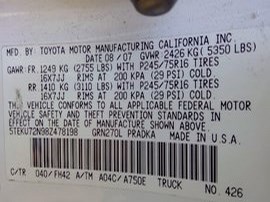 MFD.BY TOYOTA MOTOR MANUFACTURING CALIFORNIA INC.
DATE 08/07 GVWR 2426 KG ( 5350 LBS)
GAWR: FR. 1249 KG (2755 LBS) WITH P245/75R16 TIRES
16X7JJ RIMS AT 200 KPA (29 PSI) COLD.
RR. 1410 KG (3110 LBS) WITH P245/75R16 TIRES
16X7JJ RIMS AT 200 KPA (29 PSI) COLD.
THIS VEHICLE CONFORMS TO ALL APPLICABLE FEDERAL MOTOR
VEHICLE SAFETY AND THEFT PREVENTION STANDARDS IN
EFFECT ON THE DATE OF MANUFACTURE SHOWN ABOVE.
5TEKU72N98Z478198 GRN270L PRADKA MADE IN U.S.A.
C/TR 040/FH42 A/TM A04C/A750E TRUCK NO. 426